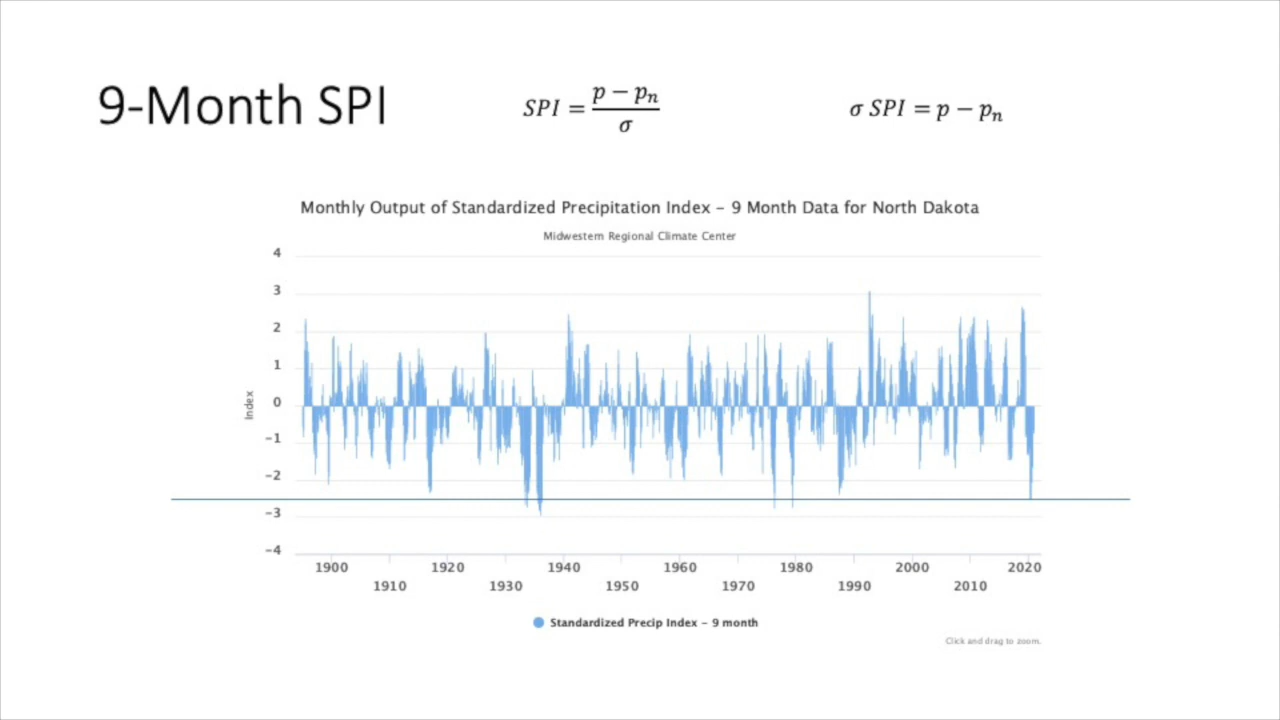 9-Month SPI
SPI = \frac{p - p_n}{σ}
σ SPI = p - p_n
Monthly Output of Standardized Precipitation Index – 9 Month Data for North Dakota
Midwestern Regional Climate Center
4
3
2
1
0
−1
−2
−3
−4
Index
1900 1920 1940 1960 1980 2000 2020
1910 1930 1950 1970 1990 2010
Standardized Precip Index – 9 month
Click and drag to zoom.